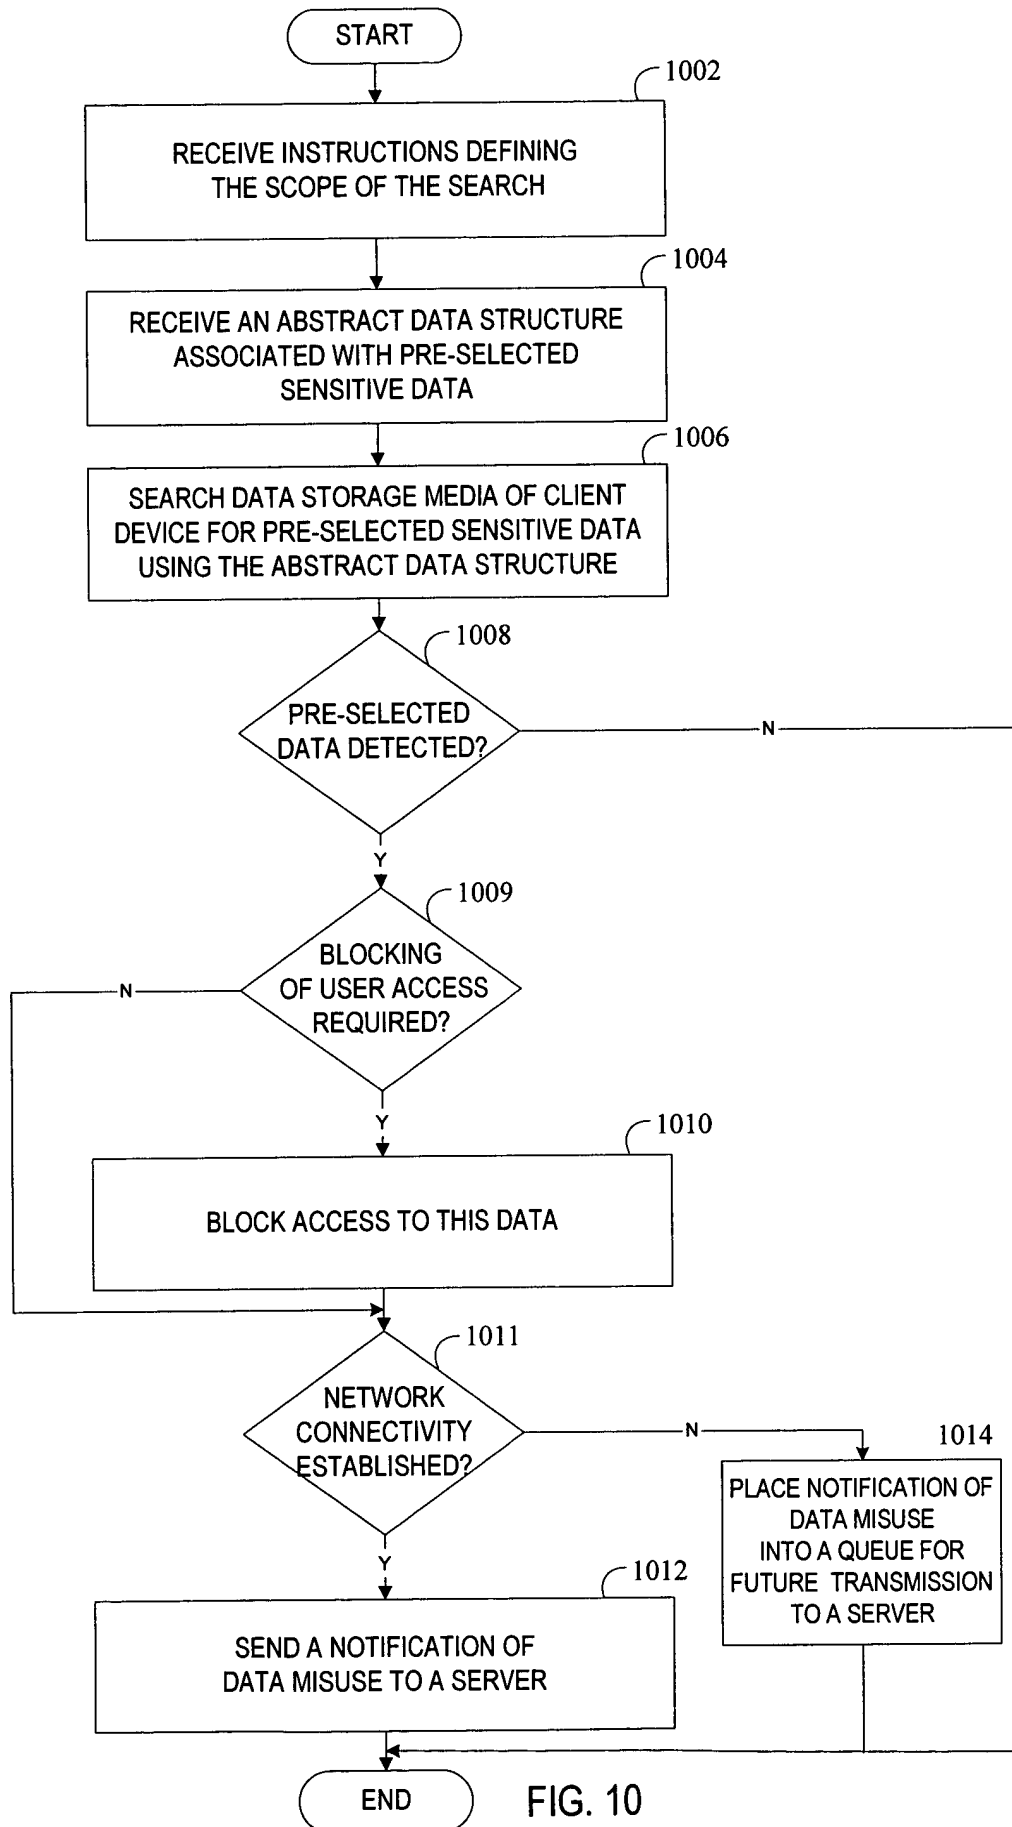 START
1002
RECEIVE INSTRUCTIONS DEFINING
THE SCOPE OF THE SEARCH
1004
RECEIVE AN ABSTRACT DATA STRUCTURE
ASSOCIATED WITH PRE-SELECTED
SENSITIVE DATA
1006
SEARCH DATA STORAGE MEDIA OF CLIENT
DEVICE FOR PRE-SELECTED SENSITIVE DATA
USING THE ABSTRACT DATA STRUCTURE
1008
PRE-SELECTED
DATA DETECTED?
N
Y
1009
BLOCKING
OF USER ACCESS
REQUIRED?
N
Y
1010
BLOCK ACCESS TO THIS DATA
1011
NETWORK
CONNECTIVITY
ESTABLISHED?
N
1014
PLACE NOTIFICATION OF
DATA MISUSE
INTO A QUEUE FOR
FUTURE TRANSMISSION
TO A SERVER
Y
1012
SEND A NOTIFICATION OF
DATA MISUSE TO A SERVER
END
FIG. 10